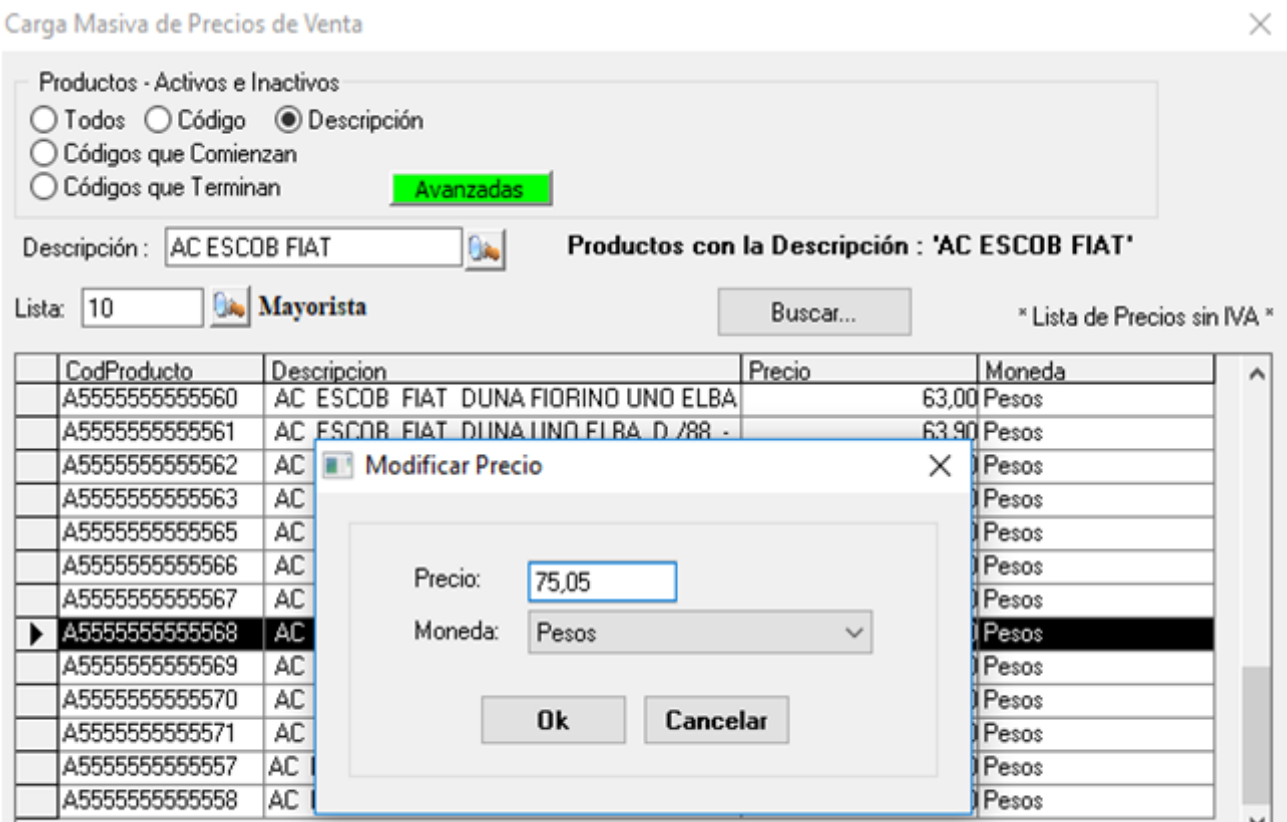 Carga Masiva de Precios de Venta
Productos - Activos e Inactivos
Todos Código Descripción
Códigos que Comienzan
Códigos que Terminan Avanzadas
Descripción : AC ESCOB FIAT Productos con la Descripción : 'AC ESCOB FIAT'
Lista: 10 Mayorista Buscar... * Lista de Precios sin IVA *
CodProducto Descripcion Precio Moneda
A5555555555560 AC ESCOB FIAT DUNA FIORINO UNO ELBA 63,00 Pesos
A5555555555561 AC ESCOB FIAT DUNA UNO ELBA D /88 - 63,90 Pesos
A5555555555562 AC Pesos
A5555555555563 AC Pesos
A5555555555565 AC Pesos
A5555555555566 AC Pesos
A5555555555567 AC Pesos
A5555555555568 AC Pesos
A5555555555569 AC Pesos
A5555555555570 AC Pesos
A5555555555571 AC Pesos
A5555555555557 AC Pesos
A5555555555558 AC Pesos
Modificar Precio
Precio: 75,05
Moneda: Pesos
Ok Cancelar